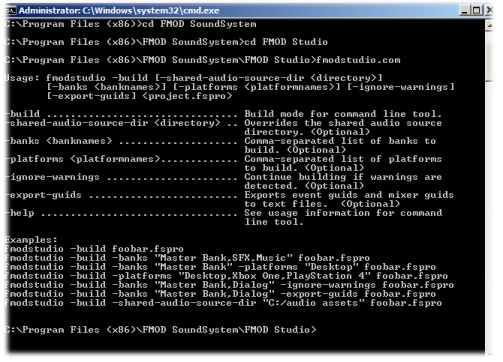 Administrator: C:\Windows\system32\cmd.exe
C:\Program Files (x86)>cd FMOD SoundSystem
C:\Program Files (x86)\FMOD SoundSystem>cd FMOD Studio
C:\Program Files (x86)\FMOD SoundSystem\FMOD Studio>fmodstudio.com
Usage: fmodstudio -build [-shared-audio-source-dir <directory>]
[-banks <banknames>] [-platforms <platformnames>] [-ignore-warnings]
[-export-guids] <project.fspro>
-build ................................ Build mode for command line tool.
-shared-audio-source-dir <directory> .. Overrides the shared audio source
directory. (Optional)
-banks <banknames> .................... Comma-separated list of banks to
build. (Optional)
-platforms <platformnames>............. Comma-separated list of platforms
to build. (Optional)
-ignore-warnings ...................... Continue building if warnings are
detected. (Optional)
-export-guids ......................... Exports event guids and mixer guids
to text files. (Optional)
-help ................................. See usage information for command
line tool.
Examples:
fmodstudio -build foobar.fspro
fmodstudio -build -banks "Master Bank,SFX,Music" foobar.fspro
fmodstudio -build -banks "Master Bank" -platforms "Desktop" foobar.fspro
fmodstudio -build -platforms "Desktop,Xbox One,PlayStation 4" foobar.fspro
fmodstudio -build -banks "Master Bank,Dialog" -ignore-warnings foobar.fspro
fmodstudio -build -banks "Master Bank,Dialog" -export-guids foobar.fspro
fmodstudio -build -shared-audio-source-dir "C:/audio assets" foobar.fspro
C:\Program Files (x86)\FMOD SoundSystem\FMOD Studio>